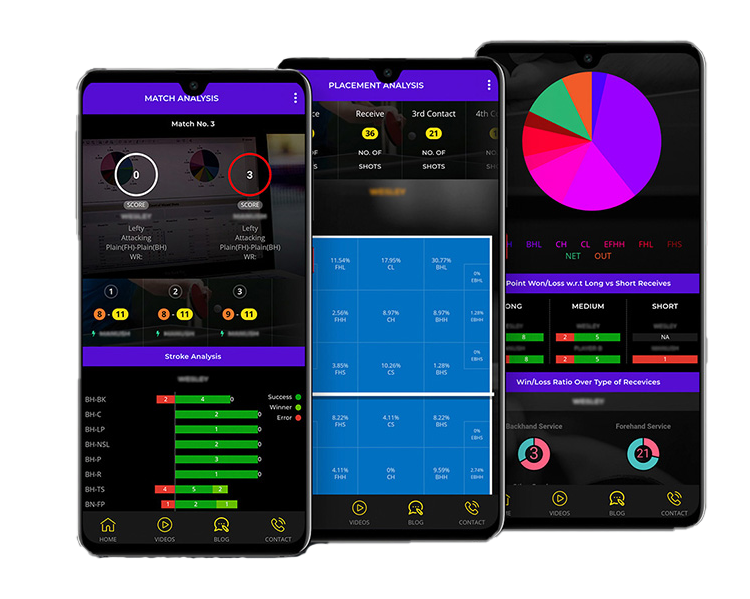 MATCH ANALYSIS
Match No. 3
0
3
SCORE
SCORE
Lefty
Attacking
Plain(FH)-Plain(BH)
WR:
Lefty
Attacking
Plain(FH)-Plain(BH)
WR:
1
2
3
8 - 11
8 - 11
9 - 11
Stroke Analysis
BH-BK
2
4
0
BH-C
2
0
BH-LP
1
0
BH-NSL
2
0
BH-P
3
0
BH-R
1
0
BH-TS
4
5
2
BN-FP
1
2
1
Success
Winner
Error
HOME
VIDEOS
BLOG
CONTACT
PLACEMENT ANALYSIS
ce
Receive
3rd Contact
4th C
36
21
OF
NO. OF
NO. OF
NO.
TS
SHOTS
SHOTS
SHO
WESLEY
11.54%
FHL
17.95%
CL
30.77%
BHL
0%
EBHL
2.56%
FHH
8.97%
CH
8.97%
BHH
1.28%
EBHH
3.85%
FHS
10.26%
CS
1.28%
BHS
0%
EBHS
8.22%
FHS
4.11%
CS
8.22%
BHS
0%
EBHS
4.11%
FHH
0%
CH
9.59%
BHH
2.74%
EBHH
VIDEOS
BLOG
CONTACT
H
BHL
CH
CL
EFHH
FHL
FHS
NET
OUT
Point Won/Loss w.r.t Long vs Short Receives
ONG
MEDIUM
SHORT
8
2
5
NA
PLAYER B
8
2
5
1
Win/Loss Ratio Over Type of Recevices
WESLEY
Backhand Service
Forehand Service
3
21
ME
VIDEOS
BLOG
CONTACT